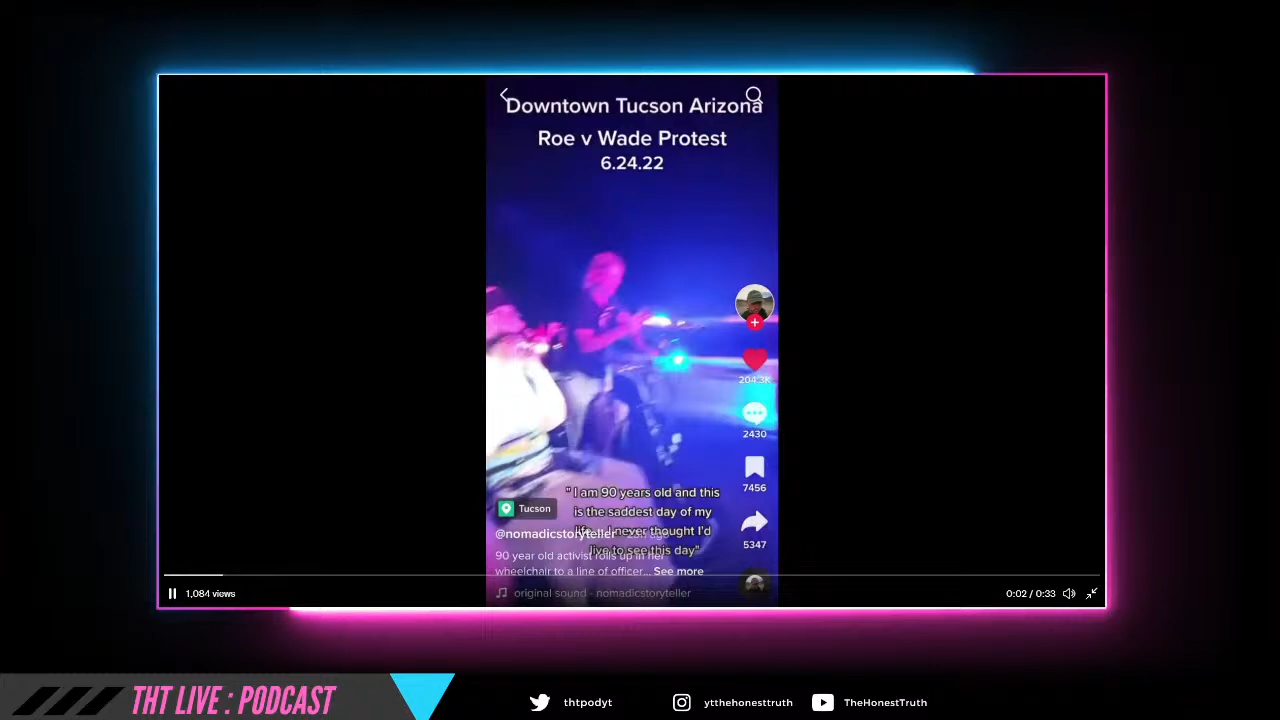 Downtown Tucson Arizona
Roe v Wade Protest
6.24.22
204.3K
2430
7456
5347
"I am 90 years old and this
is the saddest day of my
life... I never thought I'd
live to see this day"
Tucson
@nomadicstoryteller
90 year old activist rolls up in her
wheelchair to a line of officer... See more
original sound - nomadicstoryteller
1,084 views
0:02 / 0:33
THT LIVE : PODCAST
thtpodyt
ytthehonesttruth
TheHonestTruth